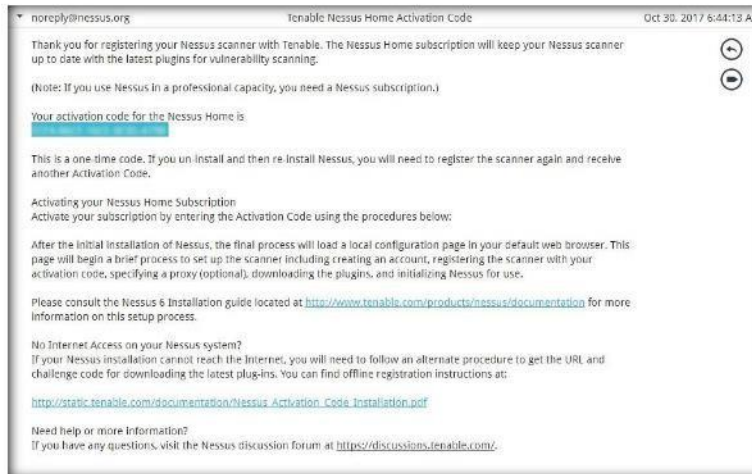 noreply@nessus.org Tenable Nessus Home Activation Code Oct 30, 2017 6:44:13 A
Thank you for registering your Nessus scanner with Tenable. The Nessus Home subscription will keep your Nessus scanner
up to date with the latest plugins for vulnerability scanning.
(Note: If you use Nessus in a professional capacity, you need a Nessus subscription.)
Your activation code for the Nessus Home is
This is a one-time code. If you un-install and then re-install Nessus, you will need to register the scanner again and receive
another Activation Code.
Activating your Nessus Home Subscription
Activate your subscription by entering the Activation Code using the procedures below:
After the initial installation of Nessus, the final process will load a local configuration page in your default web browser. This
page will begin a brief process to set up the scanner including creating an account, registering the scanner with your
activation code, specifying a proxy (optional), downloading the plugins, and initializing Nessus for use.
Please consult the Nessus 6 Installation guide located at http://www.tenable.com/products/nessus/documentation for more
information on this setup process.
No Internet Access on your Nessus system?
If your Nessus installation cannot reach the Internet, you will need to follow an alternate procedure to get the URL and
challenge code for downloading the latest plug-ins. You can find offline registration instructions at:
http://static.tenable.com/documentation/Nessus_Activation_Code_Installation.pdf
Need help or more information?
If you have any questions, visit the Nessus discussion forum at https://discussions.tenable.com/.